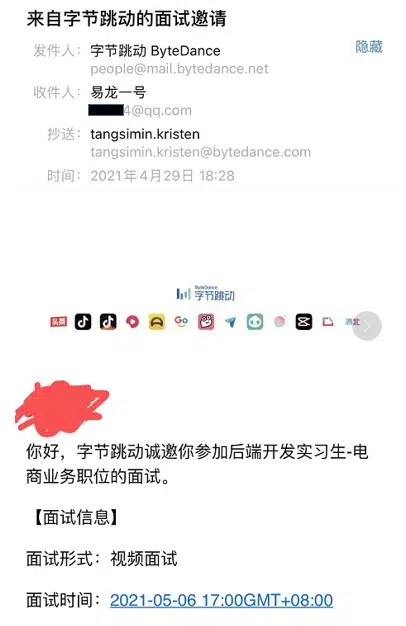 来自字节跳动的面试邀请
发件人： 字节跳动 ByteDance 隐藏
people@mail.bytedance.net
收件人： 易龙一号
4@qq.com
抄送： tangsimin.kristen
tangsimin.kristen@bytedance.com
时间： 2021年4月29日 18:28
ByteDance
字节跳动
头条 Go
你好，字节跳动诚邀你参加后端开发实习生-电
商业务职位的面试。
【面试信息】
面试形式：视频面试
面试时间：2021-05-06 17:00GMT+08:00